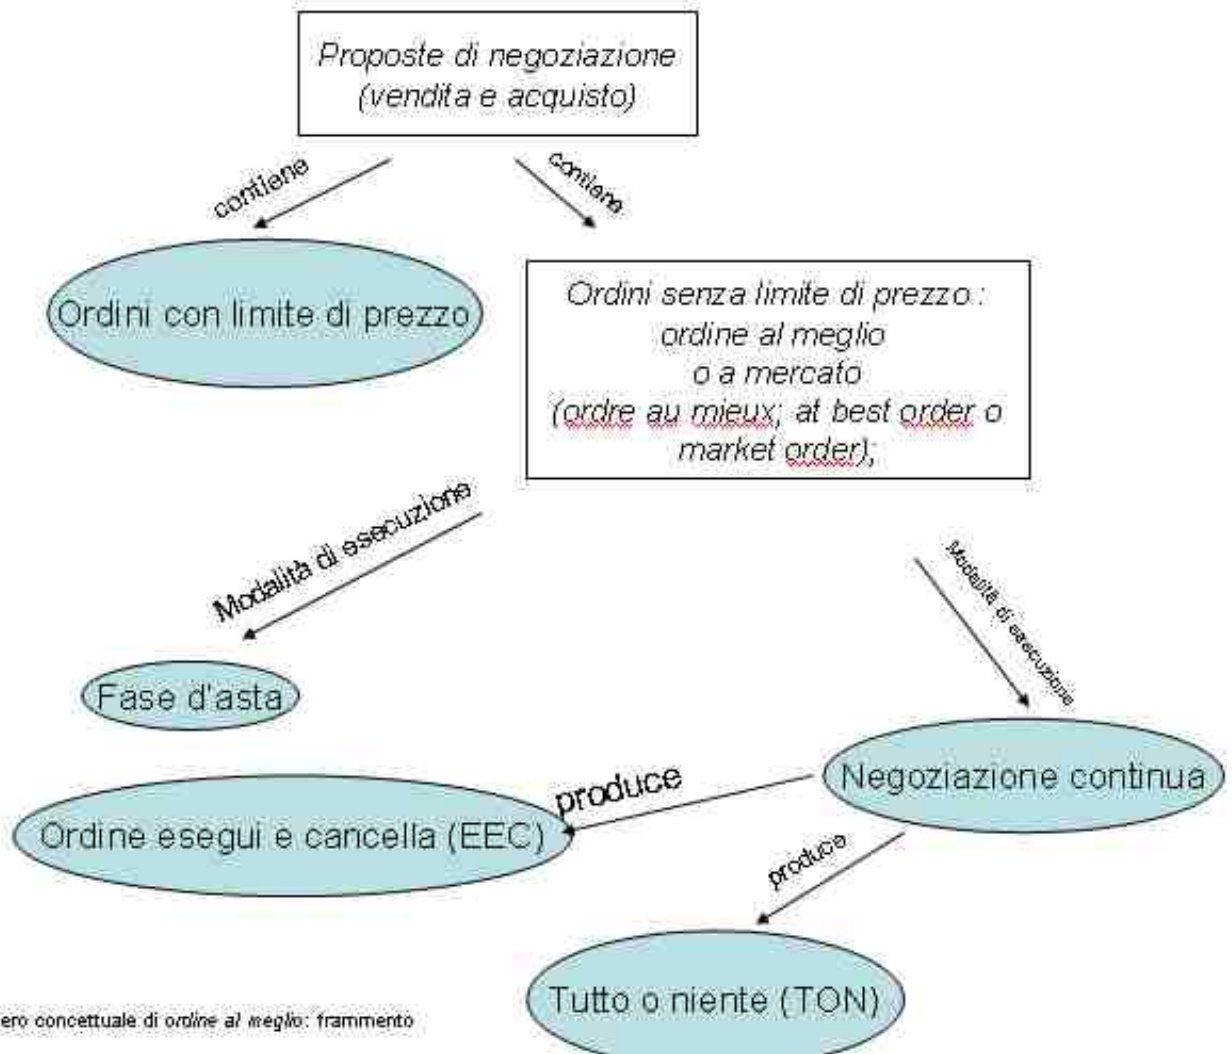 Proposte di negoziazione
(vendita e acquisto)
contiene
contiene
Ordini con limite di prezzo
Ordini senza limite di prezzo :
ordine al meglio
o a mercato
(ordre au mieux; at best order o
market order);
Modalità di esecuzione
Modalità di esecuzione
Fase d'asta
Negoziazione continua
produce
Ordine esegui e cancella (EEC)
produce
Tutto o niente (TON)
ero concettuale di ordine al meglio: frammento